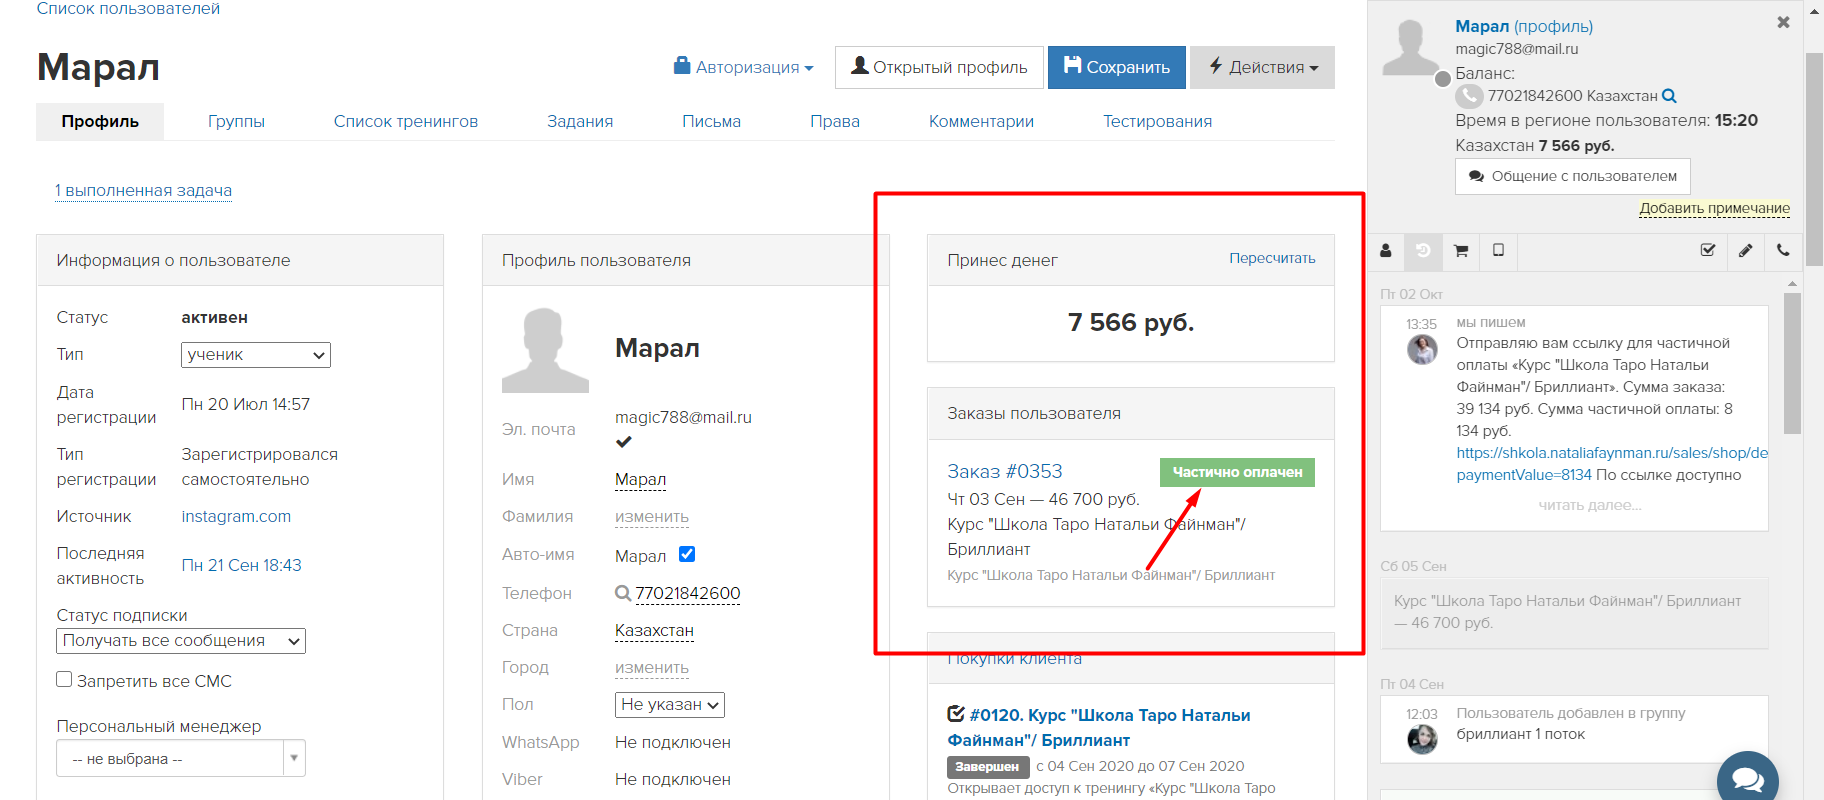 Список пользователей
Марал
Авторизация
Открытый профиль
Сохранить
Действия
Профиль
Группы
Список тренингов
Задания
Письма
Права
Комментарии
Тестирования
1 выполненная задача
Информация о пользователе
Статус активен
Тип ученик
Дата
регистрации
Пн 20 Июл 14:57
Тип
регистрации
Зарегистрировался
самостоятельно
Источник instagram.com
Последняя
активность
Пн 21 Сен 18:43
Статус подписки
Получать все сообщения
Запретить все СМС
Персональный менеджер
-- не выбрана --
Профиль пользователя
Марал
Эл. почта magic788@mail.ru
Имя Марал
Фамилия изменить
Авто-имя Марал
Телефон 77021842600
Страна Казахстан
Город изменить
Пол Не указан
WhatsApp Не подключен
Viber Не подключен
Принес денег Пересчитать
7 566 руб.
Заказы пользователя
Заказ #0353 Частично оплачен
Чт 03 Сен — 46 700 руб.
Курс "Школа Таро Натальи Файнман"/
Бриллиант
Курс "Школа Таро Натальи Файнман"/ Бриллиант
Покупки клиента
#0120. Курс "Школа Таро Натальи
Файнман"/ Бриллиант
Завершен с 04 Сен 2020 до 07 Сен 2020
Открывает доступ к тренингу «Курс "Школа Таро
Марал (профиль)
magic788@mail.ru
Баланс:
77021842600 Казахстан
Время в регионе пользователя: 15:20
Казахстан 7 566 руб.
Общение с пользователем
Добавить примечание
Пт 02 Окт
13:35 мы пишем
Отправляю вам ссылку для частичной
оплаты «Курс "Школа Таро Натальи
Файнман"/ Бриллиант». Сумма заказа:
39 134 руб. Сумма частичной оплаты: 8
134 руб.
https://shkola.nataliafaynman.ru/sales/shop/de
paymentValue=8134 По ссылке доступно
читать далее...
Сб 05 Сен
Курс "Школа Таро Натальи Файнман"/ Бриллиант
— 46 700 руб.
Пт 04 Сен
12:03 Пользователь добавлен в группу
бриллиант 1 поток